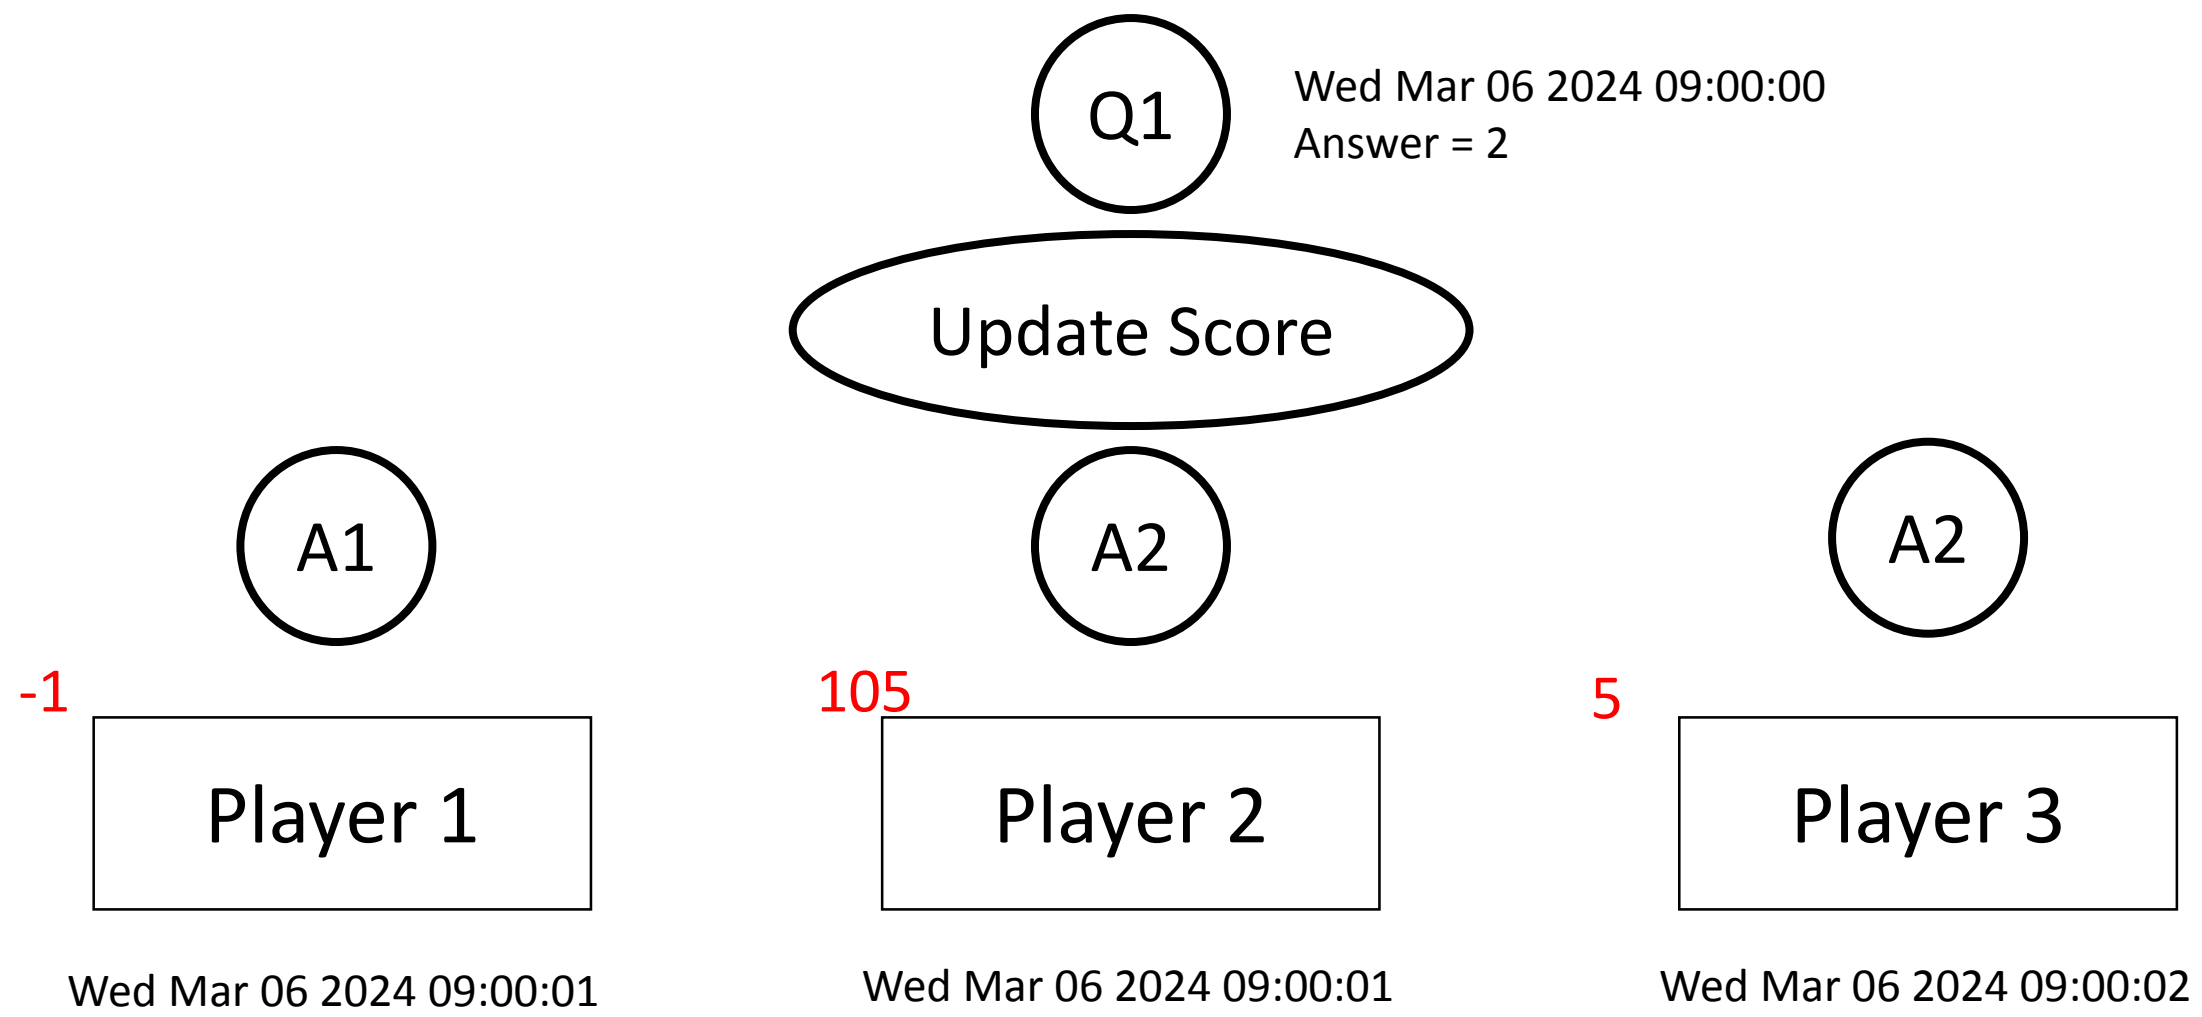 Q1
Wed Mar 06 2024 09:00:00
Answer = 2
Update Score
A1
A2
A2
-1
105
5
Player 1
Player 2
Player 3
Wed Mar 06 2024 09:00:01
Wed Mar 06 2024 09:00:01
Wed Mar 06 2024 09:00:02